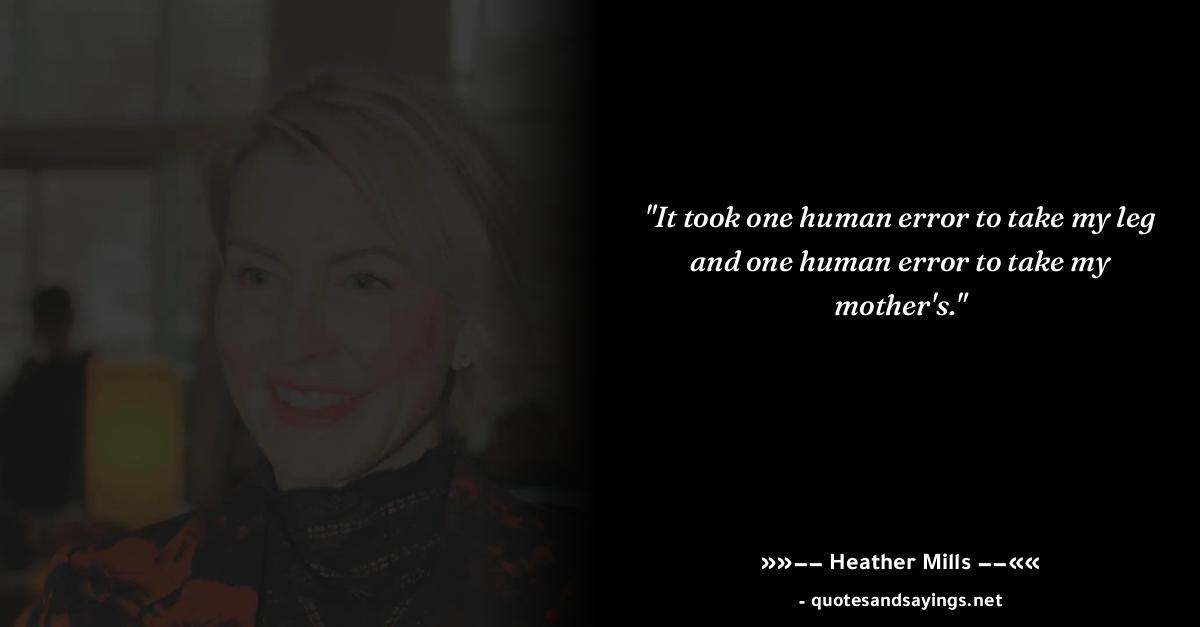 "It took one human error to take my leg
and one human error to take my
mother's."
»»−− Heather Mills −−««
- quotesandsayings.net